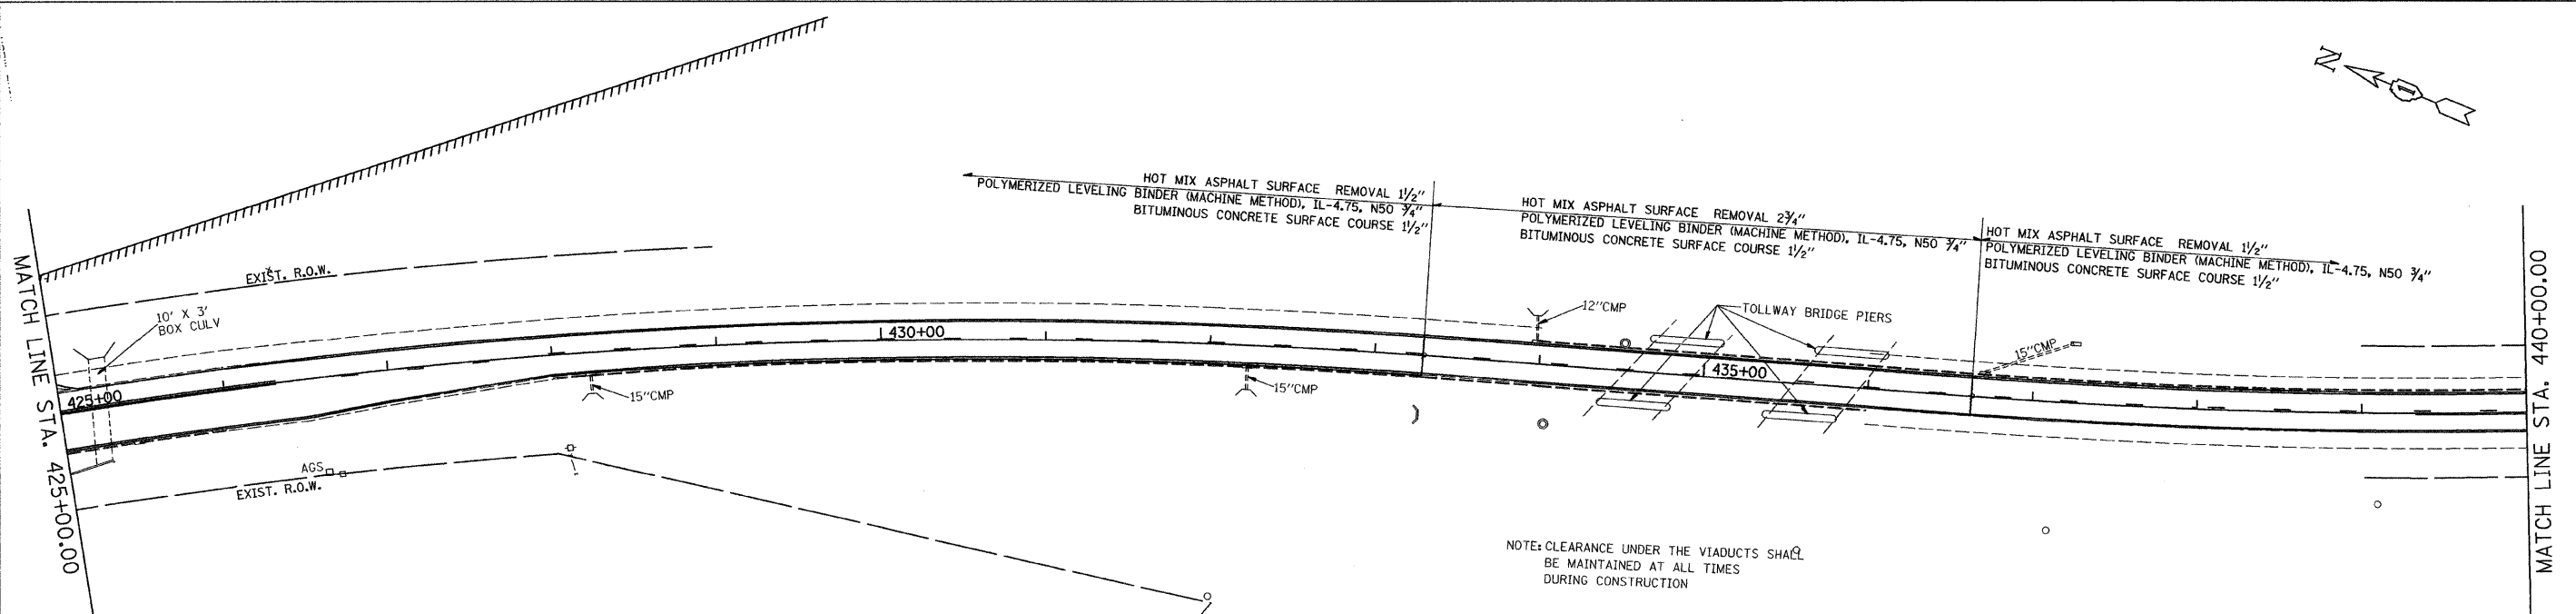 N
HOT MIX ASPHALT SURFACE REMOVAL 1½"
POLYMERIZED LEVELING BINDER (MACHINE METHOD), IL-4.75, N50 ¾"
BITUMINOUS CONCRETE SURFACE COURSE 1½"
HOT MIX ASPHALT SURFACE REMOVAL 2¾"
POLYMERIZED LEVELING BINDER (MACHINE METHOD), IL-4.75, N50 ¾"
BITUMINOUS CONCRETE SURFACE COURSE 1½"
HOT MIX ASPHALT SURFACE REMOVAL 1½"
POLYMERIZED LEVELING BINDER (MACHINE METHOD), IL-4.75, N50 ¾"
BITUMINOUS CONCRETE SURFACE COURSE 1½"
MATCH LINE STA. 425+00.00
EXIST. R.O.W.
10' X 3'
BOX CULV
425+00
430+00
12"CMP
TOLLWAY BRIDGE PIERS
435+00
15"CMP
15"CMP
15"CMP
AGS
EXIST. R.O.W.
NOTE: CLEARANCE UNDER THE VIADUCTS SHALL
BE MAINTAINED AT ALL TIMES
DURING CONSTRUCTION
MATCH LINE STA. 440+00.00